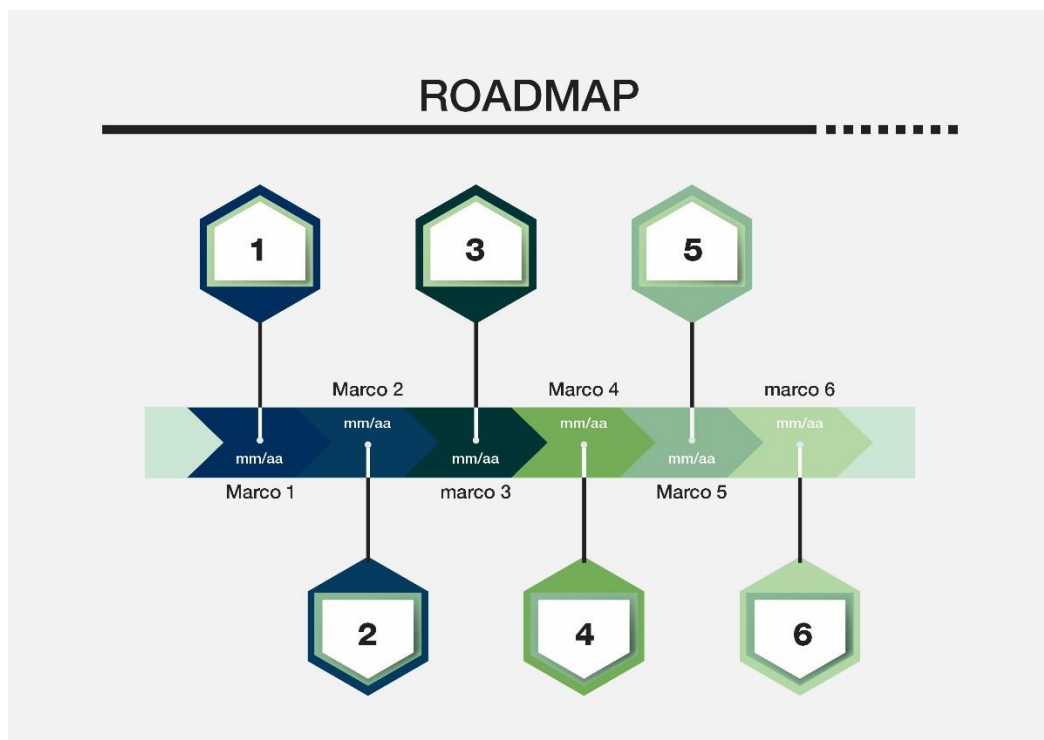 ROADMAP
1
3
5
Marco 2
Marco 4
marco 6
mm/aa
mm/aa
mm/aa
mm/aa
mm/aa
mm/aa
Marco 1
marco 3
Marco 5
2
4
6